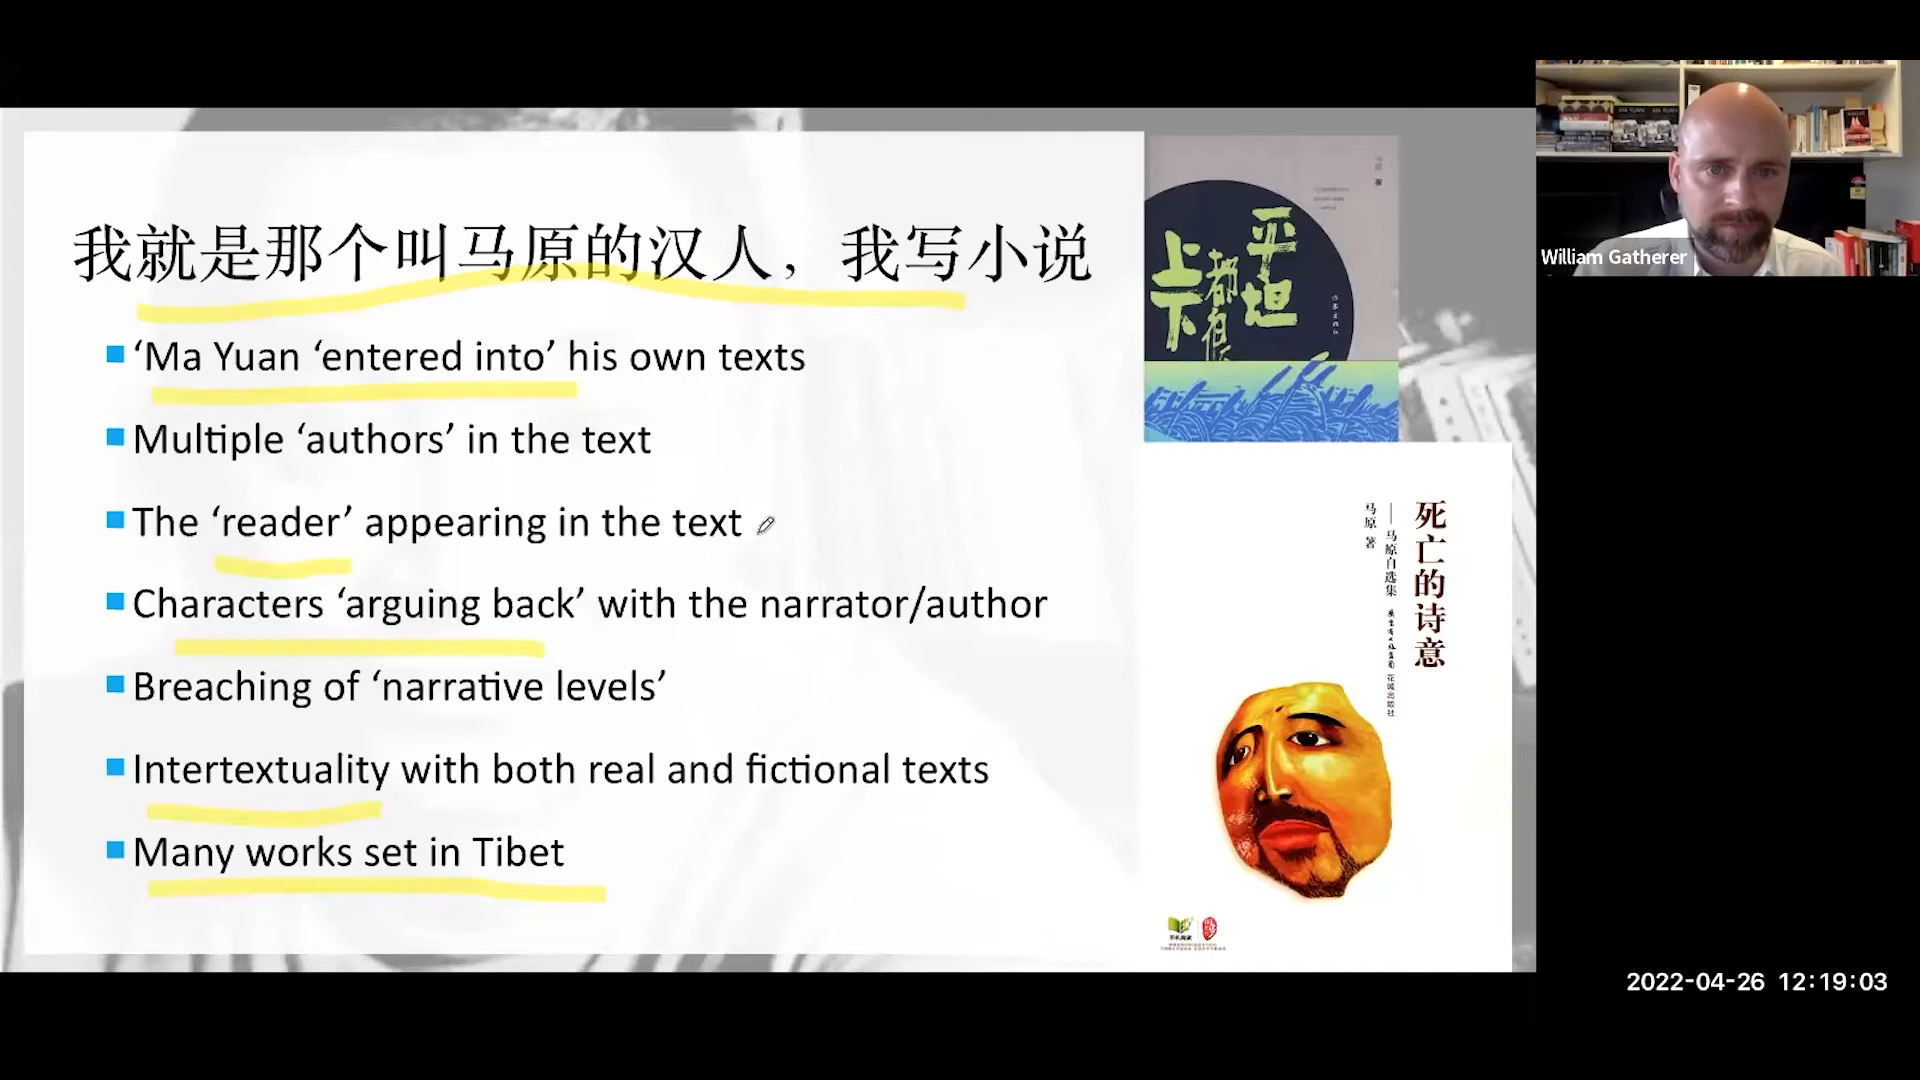 我就是那个叫马原的汉人，我写小说
‘Ma Yuan ‘entered into’ his own texts
Multiple ‘authors’ in the text
The ‘reader’ appearing in the text
Characters ‘arguing back’ with the narrator/author
Breaching of ‘narrative levels’
Intertextuality with both real and fictional texts
Many works set in Tibet
上下
都很
平坦
死亡的诗意
——马原自选集
马原 著
花城出版社
MA YUAN
William Gatherer
2022-04-26 12:19:03